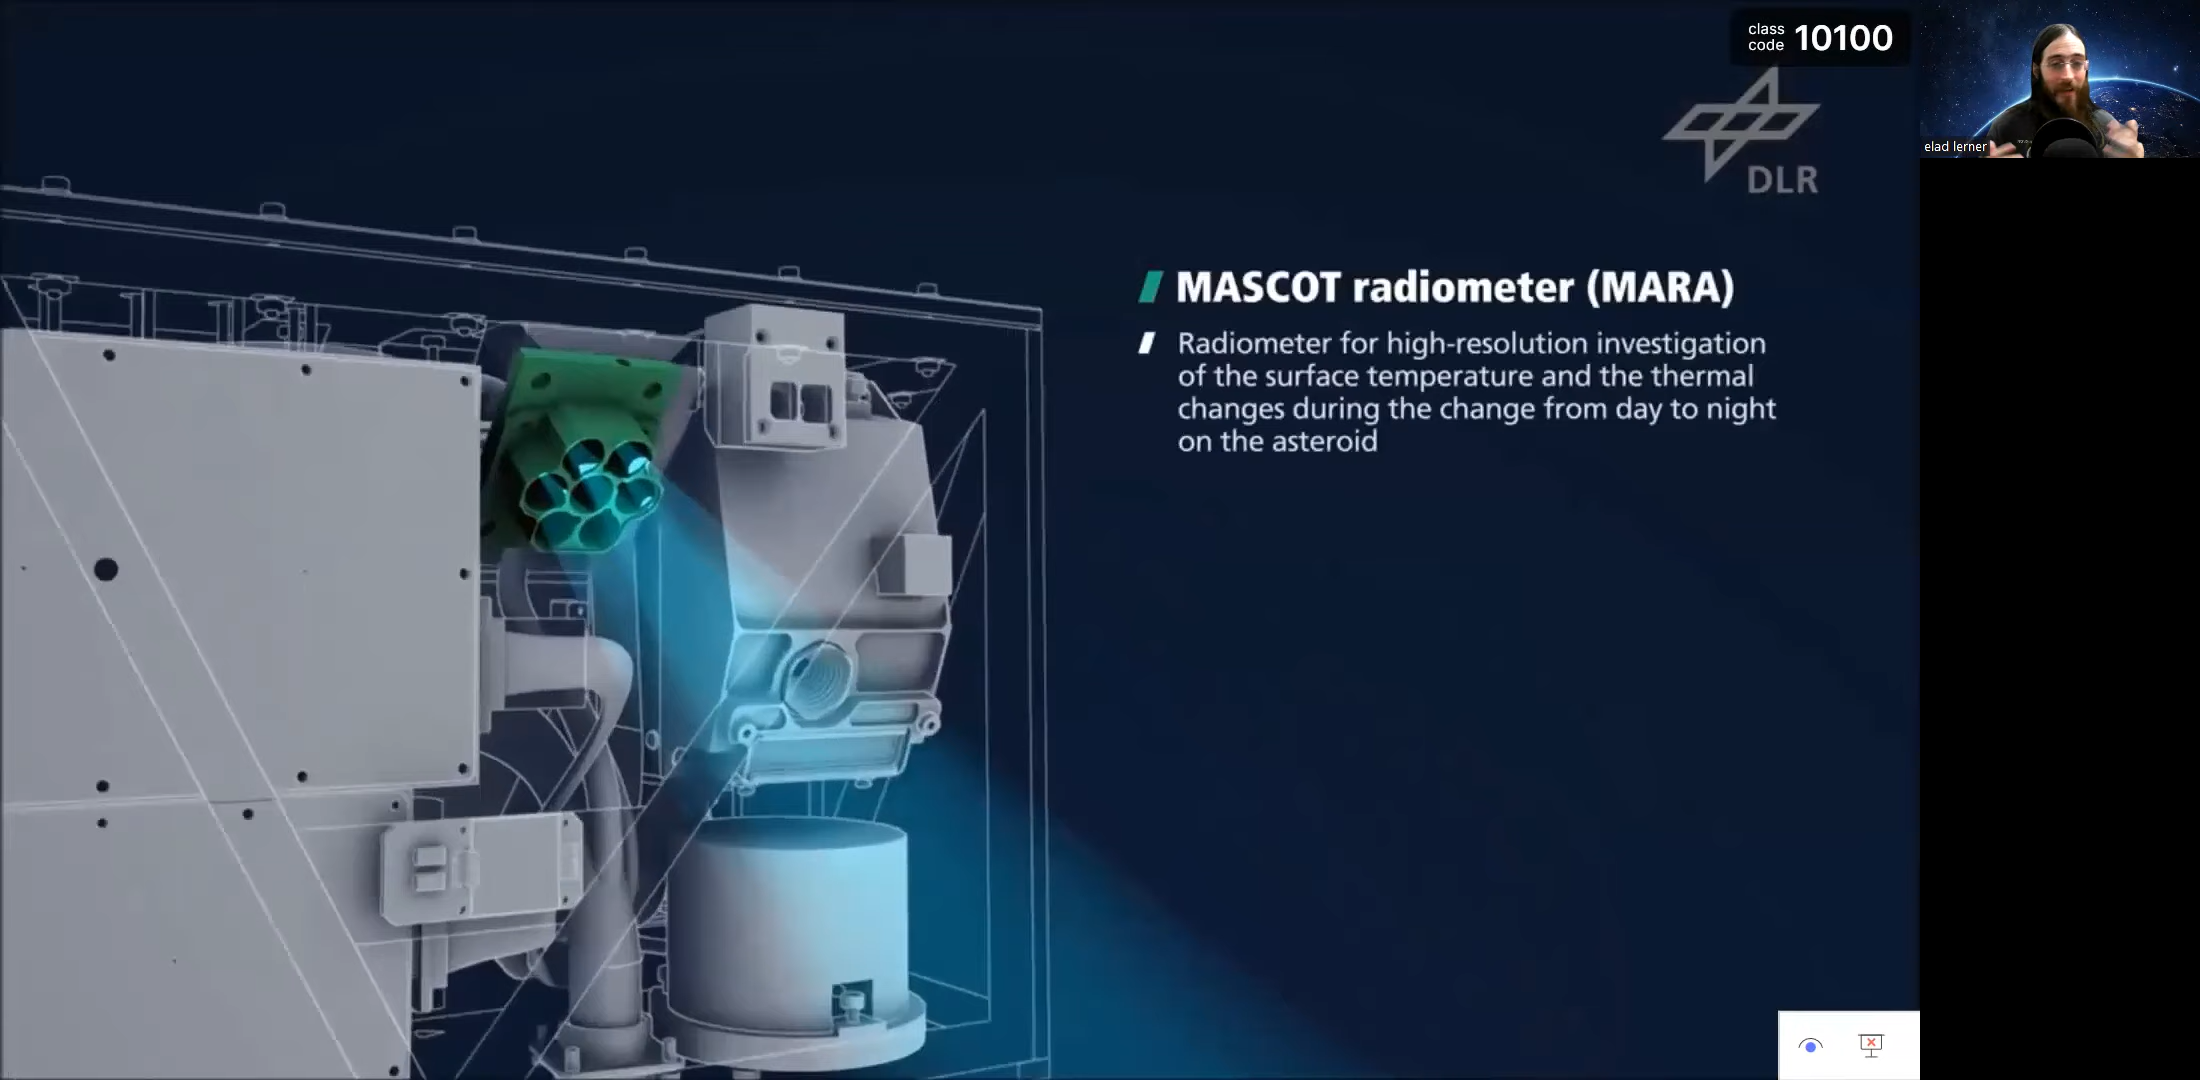 class
code 10100
DLR
elad lerner
MASCOT radiometer (MARA)
Radiometer for high-resolution investigation
of the surface temperature and the thermal
changes during the change from day to night
on the asteroid